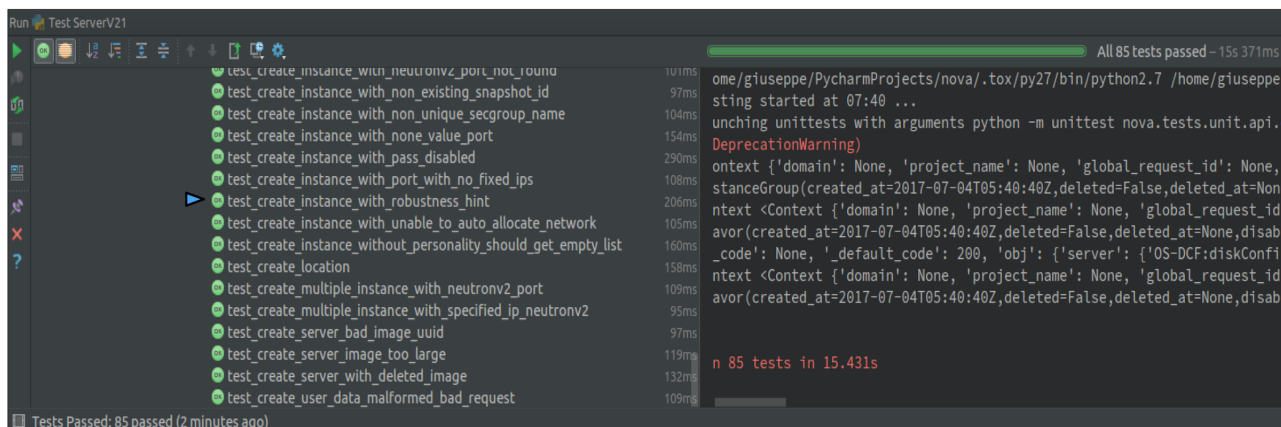 Run Test ServerV21
All 85 tests passed – 15s 371ms
test_create_instance_with_neutronv2_port_not_found 101ms
test_create_instance_with_non_existing_snapshot_id 97ms
test_create_instance_with_non_unique_secgroup_name 104ms
test_create_instance_with_none_value_port 154ms
test_create_instance_with_pass_disabled 290ms
test_create_instance_with_port_with_no_fixed_ips 108ms
test_create_instance_with_robustness_hint 206ms
test_create_instance_with_unable_to_auto_allocate_network 105ms
test_create_instance_without_personality_should_get_empty_list 160ms
test_create_location 158ms
test_create_multiple_instance_with_neutronv2_port 109ms
test_create_multiple_instance_with_specified_ip_neutronv2 95ms
test_create_server_bad_image_uuid 97ms
test_create_server_image_too_large 119ms
test_create_server_with_deleted_image 132ms
test_create_user_data_malformed_bad_request 109ms
ome/giuseppe/PycharmProjects/nova/.tox/py27/bin/python2.7 /home/giuseppe
sting started at 07:40 ...
unching unittests with arguments python -m unittest nova.tests.unit.api.
DeprecationWarning)
ontext {'domain': None, 'project_name': None, 'global_request_id': None,
stanceGroup(created_at=2017-07-04T05:40:40Z,deleted=False,deleted_at=Non
ntext <Context {'domain': None, 'project_name': None, 'global_request_id
avor(created_at=2017-07-04T05:40:40Z,deleted=False,deleted_at=None,disab
_code': None, '_default_code': 200, 'obj': {'server': {'OS-DCF:diskConfi
ntext <Context {'domain': None, 'project_name': None, 'global_request_id
avor(created_at=2017-07-04T05:40:40Z,deleted=False,deleted_at=None,disab
n 85 tests in 15.431s
Tests Passed: 85 passed (2 minutes ago)